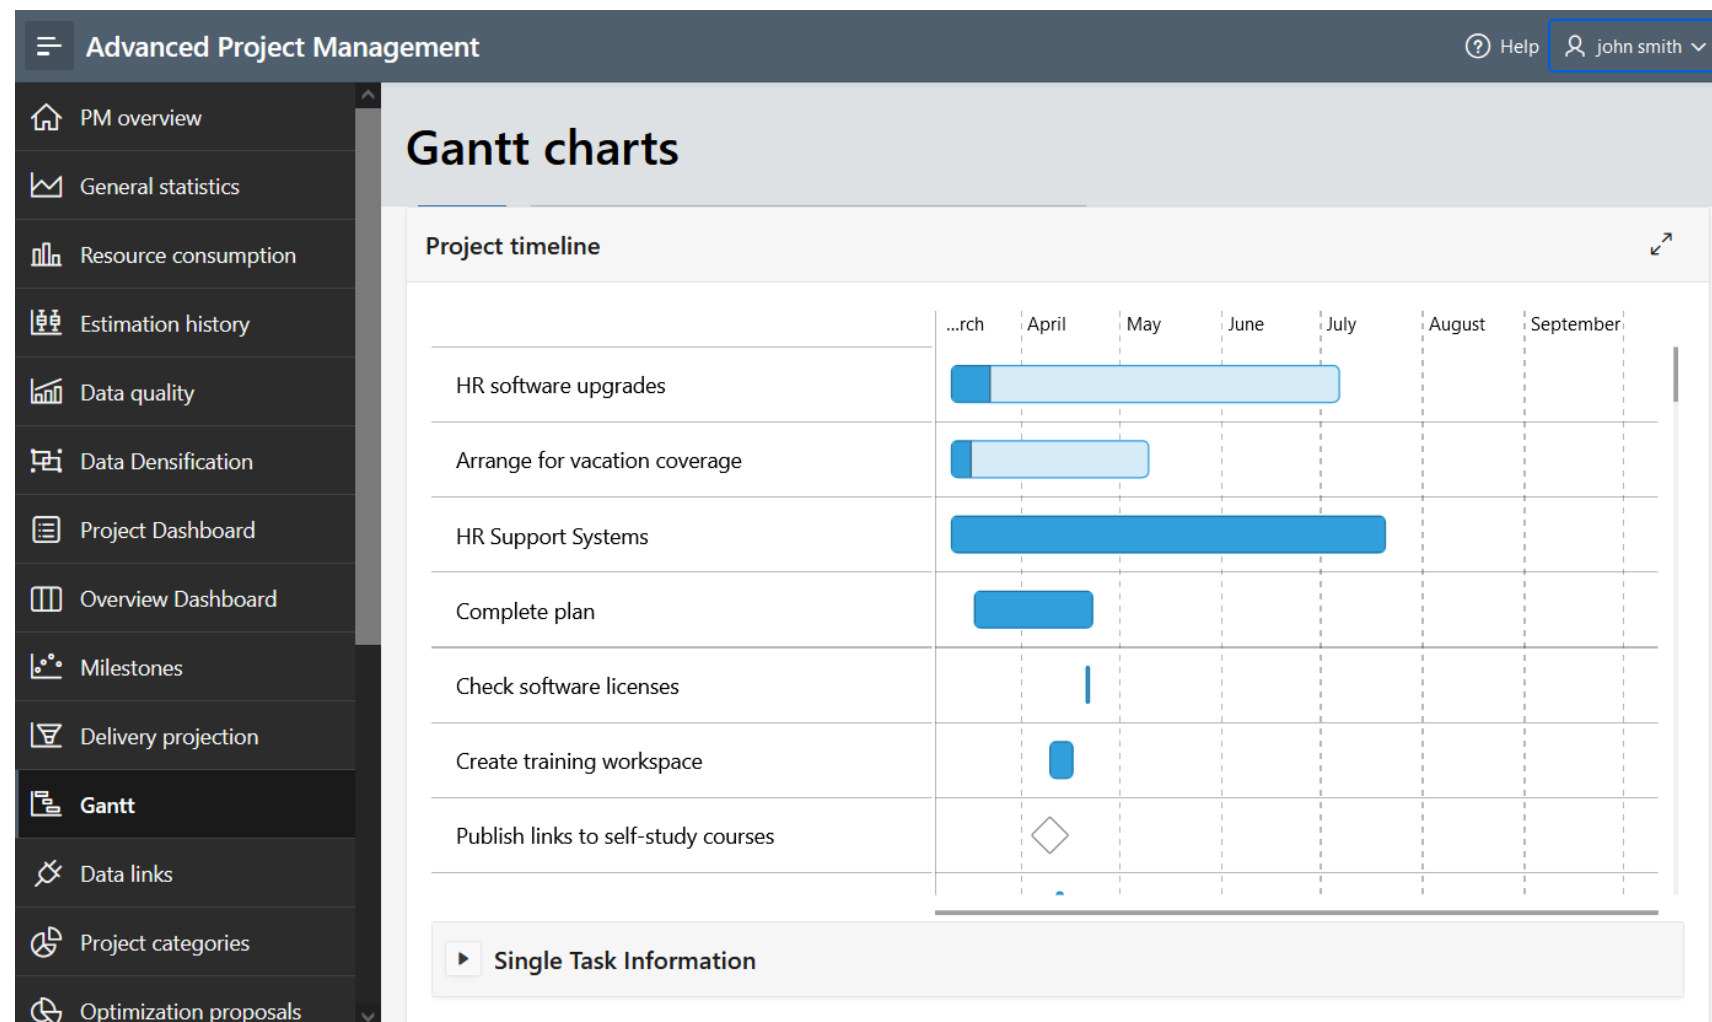 Advanced Project Management
Help
john smith
PM overview
General statistics
Resource consumption
Estimation history
Data quality
Data Densification
Project Dashboard
Overview Dashboard
Milestones
Delivery projection
Gantt
Data links
Project categories
Optimization proposals
Gantt charts
Project timeline
...rch April May June July August September
HR software upgrades
Arrange for vacation coverage
HR Support Systems
Complete plan
Check software licenses
Create training workspace
Publish links to self-study courses
Single Task Information